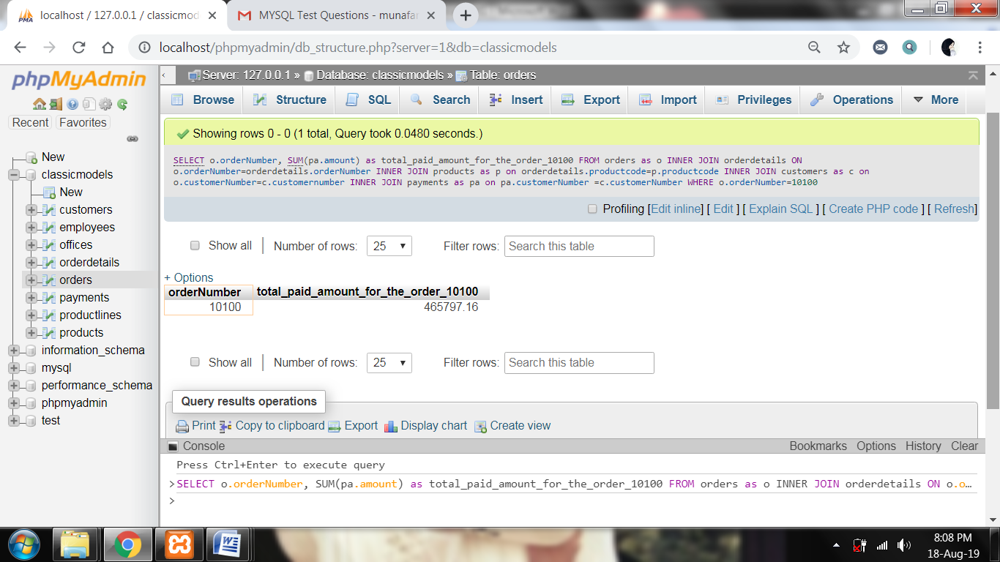 localhost / 127.0.0.1 / classicmod
MYSQL Test Questions - munafar
localhost/phpmyadmin/db_structure.php?server=1&db=classicmodels
phpMyAdmin
Recent Favorites
New
classicmodels
New
customers
employees
offices
orderdetails
orders
payments
productlines
products
information_schema
mysql
performance_schema
phpmyadmin
test
Server: 127.0.0.1 » Database: classicmodels » Table: orders
Browse Structure SQL Search Insert Export Import Privileges Operations More
Showing rows 0 - 0 (1 total, Query took 0.0480 seconds.)
SELECT o.orderNumber, SUM(pa.amount) as total_paid_amount_for_the_order_10100 FROM orders as o INNER JOIN orderdetails ON
o.orderNumber=orderdetails.orderNumber INNER JOIN products as p on orderdetails.productcode=p.productcode INNER JOIN customers as c on
o.customerNumber=c.customernumber INNER JOIN payments as pa on pa.customerNumber =c.customerNumber WHERE o.orderNumber=10100
Profiling [Edit inline] [ Edit ] [ Explain SQL ] [ Create PHP code ] [ Refresh]
Show all Number of rows: 25 Filter rows: Search this table
+ Options
orderNumber total_paid_amount_for_the_order_10100
10100 465797.16
Show all Number of rows: 25 Filter rows: Search this table
Query results operations
Print Copy to clipboard Export Display chart Create view
Console Bookmarks Options History Clear
Press Ctrl+Enter to execute query
>SELECT o.orderNumber, SUM(pa.amount) as total_paid_amount_for_the_order_10100 FROM orders as o INNER JOIN orderdetails ON o.o…
>
8:08 PM
18-Aug-19